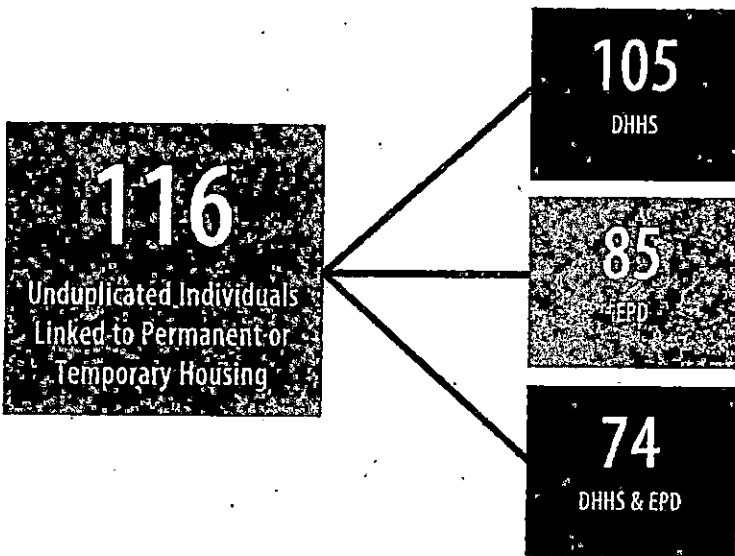 116
Unduplicated Individuals
Linked to Permanent or
Temporary Housing
105
DHHS
85
EPD
74
DHHS & EPD